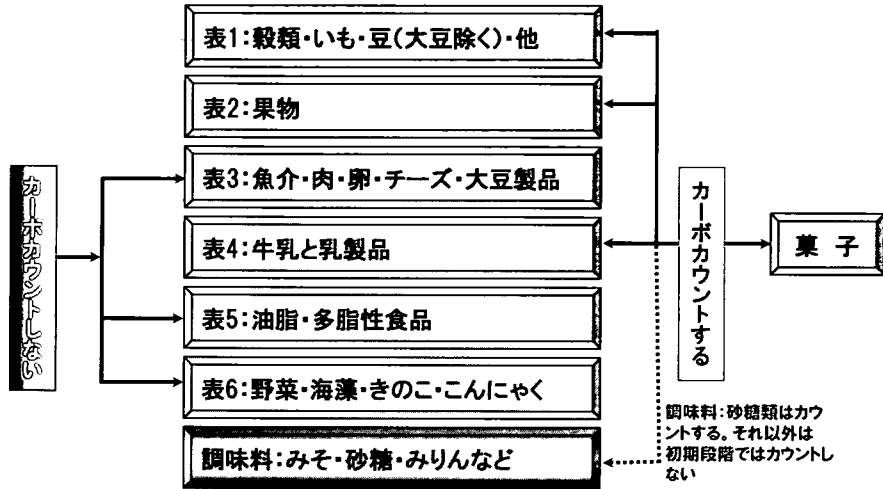 表1:穀類・いも・豆(大豆除く)・他
表2:果物
表3:魚介・肉・卵・チーズ・大豆製品
表4:牛乳と乳製品
表5:油脂・多脂性食品
表6:野菜・海藻・きのこ・こんにゃく
調味料:みそ・砂糖・みりんなど
カーボカウントしない
カーボカウントする
菓 子
調味料:砂糖類はカウ
ントする。それ以外は
初期段階ではカウントし
ない